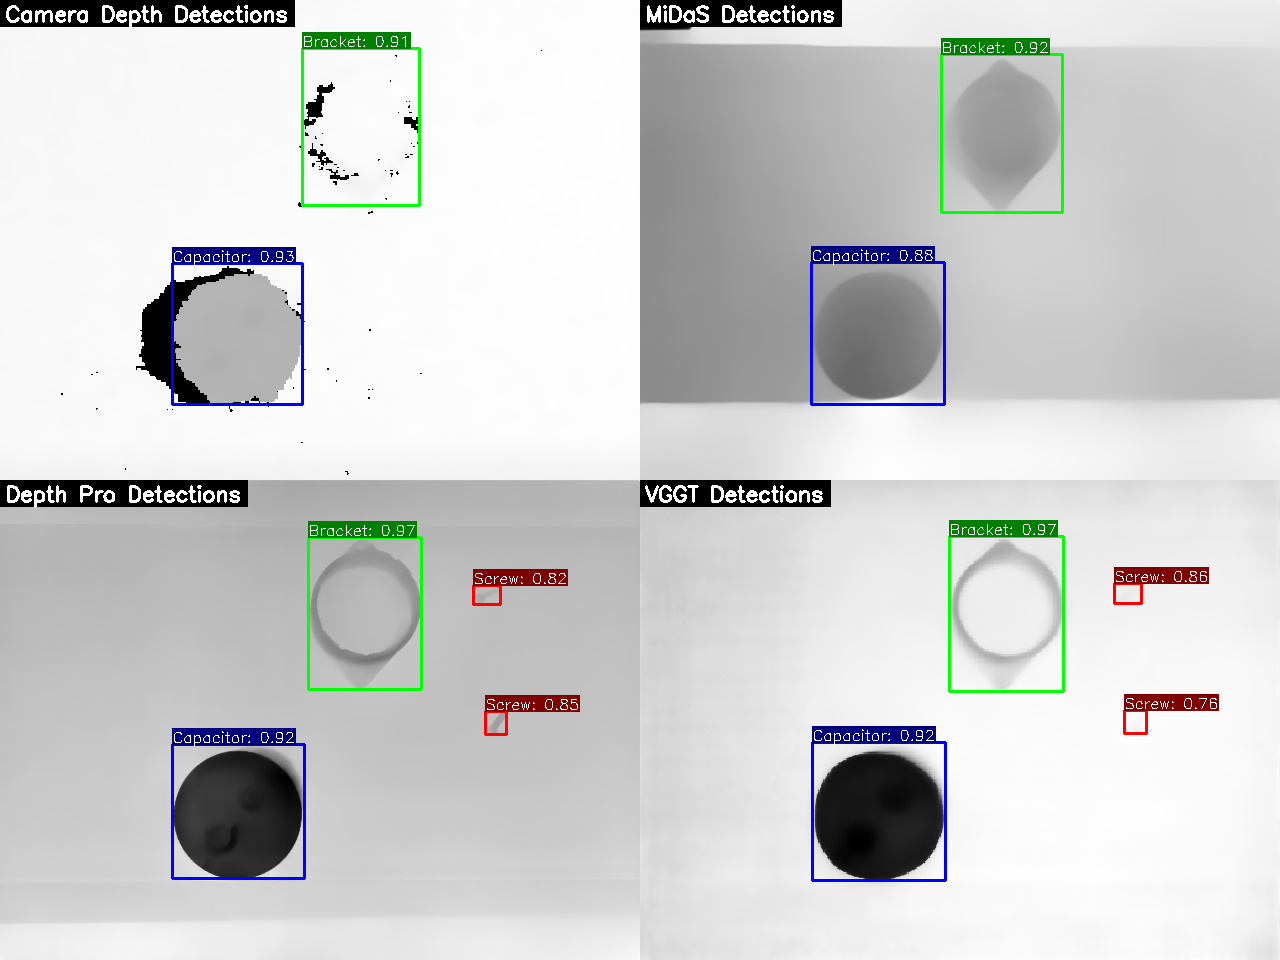 Camera Depth Detections
Bracket: 0.91
Capacitor: 0.93
MiDaS Detections
Bracket: 0.92
Capacitor: 0.88
Depth Pro Detections
Bracket: 0.97
Screw: 0.82
Screw: 0.85
Capacitor: 0.92
VGGT Detections
Bracket: 0.97
Screw: 0.86
Screw: 0.76
Capacitor: 0.92